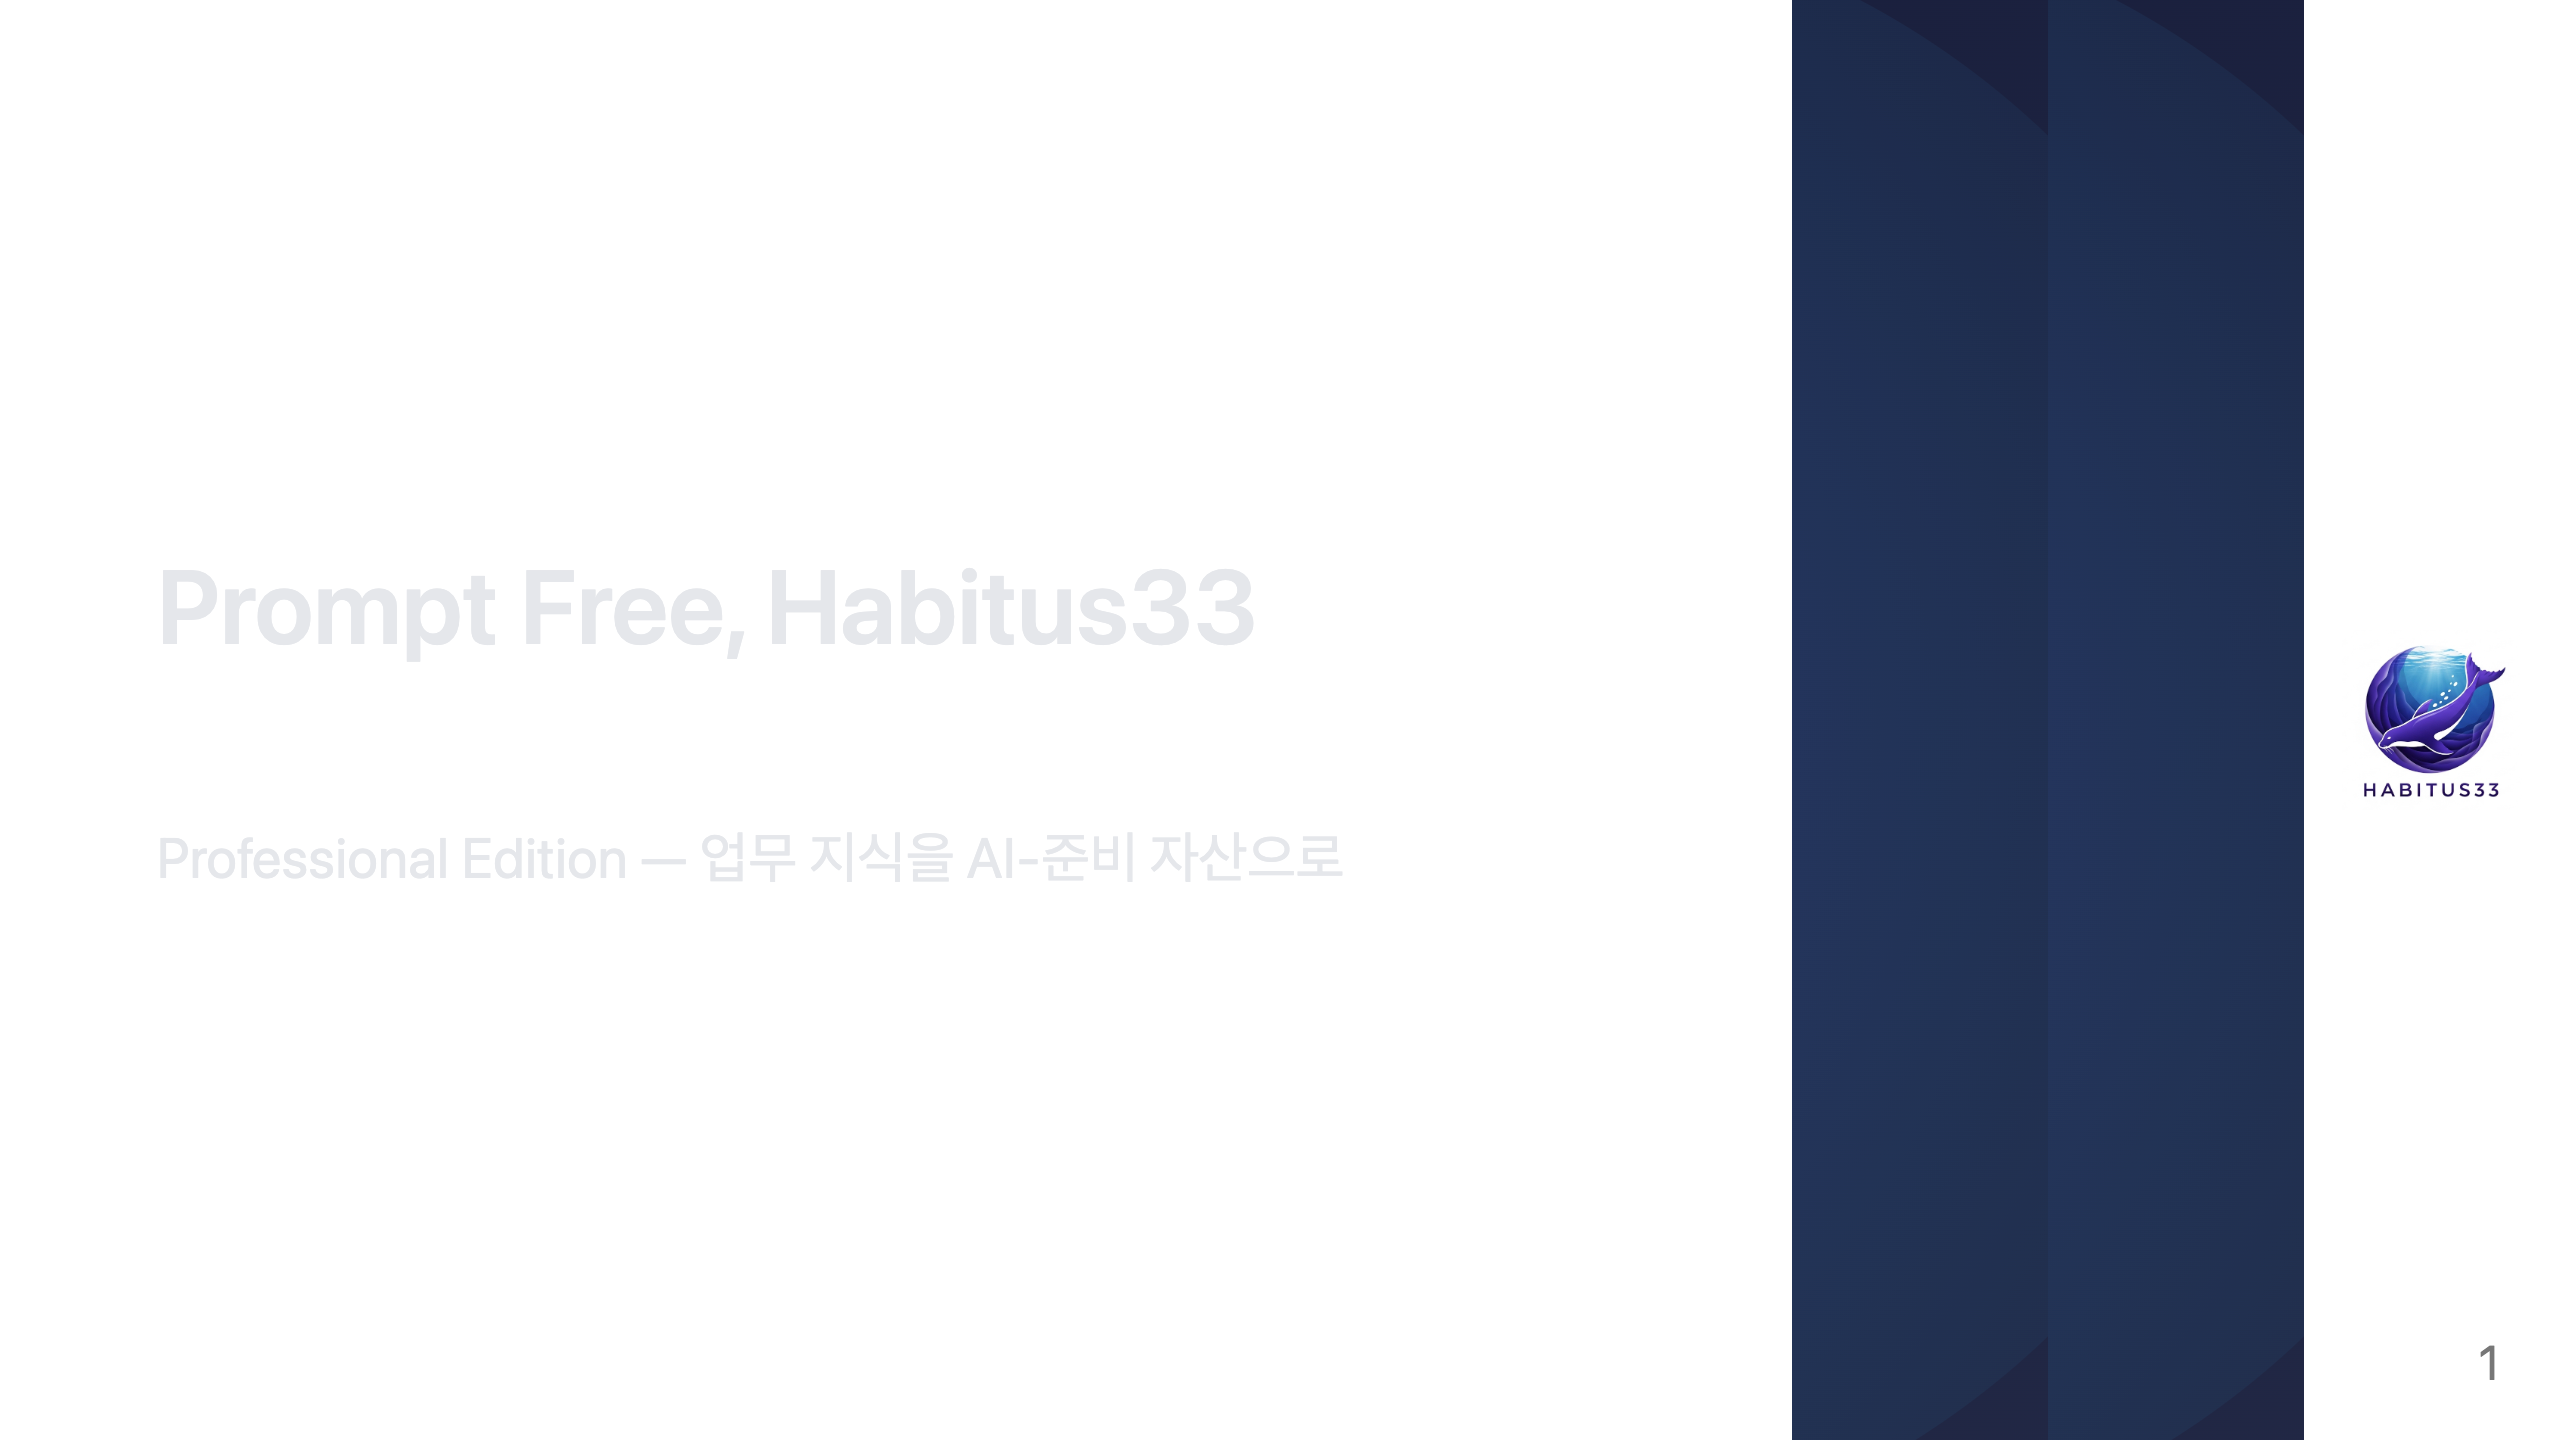 Prompt Free, Habitus33
Professional Edition — 업무 지식을 AI-준비 자산으로
HABITUS33
1